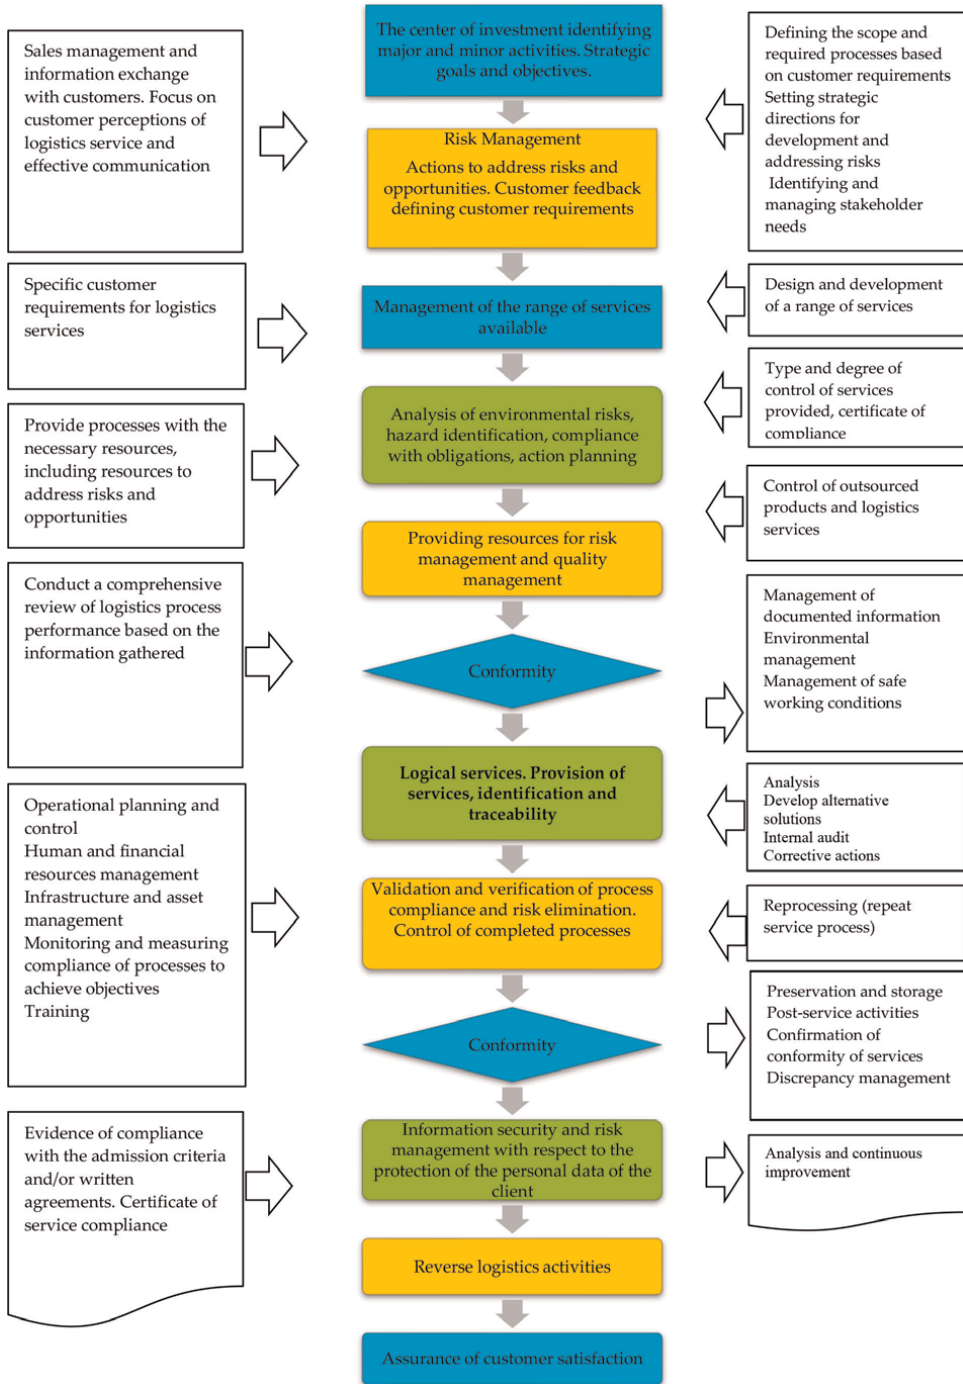 The center of investment identifying
major and minor activities. Strategic
goals and objectives.
Sales management and
information exchange
with customers. Focus on
customer perceptions of
logistics service and
effective communication
Risk Management
Actions to address risks and
opportunities. Customer feedback
defining customer requirements
Defining the scope and
required processes based
on customer requirements
Setting strategic
directions for
development and
addressing risks
Identifying and
managing stakeholder
needs
Specific customer
requirements for logistics
services
Management of the range of services
available
Design and development
of a range of services
Provide processes with the
necessary resources,
including resources to
address risks and
opportunities
Analysis of environmental risks,
hazard identification, compliance
with obligations, action planning
Type and degree of
control of services
provided, certificate of
compliance
Providing resources for risk
management and quality
management
Control of outsourced
products and logistics
services
Conduct a comprehensive
review of logistics process
performance based on the
information gathered
Conformity
Management of
documented information
Environmental
management
Management of safe
working conditions
Logical services. Provision of
services, identification and
traceability
Analysis
Develop alternative
solutions
Internal audit
Corrective actions
Operational planning and
control
Human and financial
resources management
Infrastructure and asset
management
Monitoring and measuring
compliance of processes to
achieve objectives
Training
Validation and verification of process
compliance and risk elimination.
Control of completed processes
Reprocessing (repeat
service process)
Conformity
Preservation and storage
Post-service activities
Confirmation of
conformity of services
Discrepancy management
Evidence of compliance
with the admission criteria
and/or written
agreements. Certificate of
service compliance
Information security and risk
management with respect to the
protection of the personal data of the
client
Analysis and continuous
improvement
Reverse logistics activities
Assurance of customer satisfaction